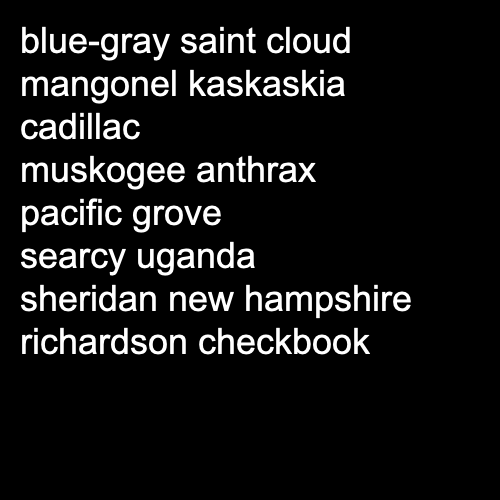 blue-gray saint cloud
mangonel kaskaskia
cadillac
muskogee anthrax
pacific grove
searcy uganda
sheridan new hampshire
richardson checkbook